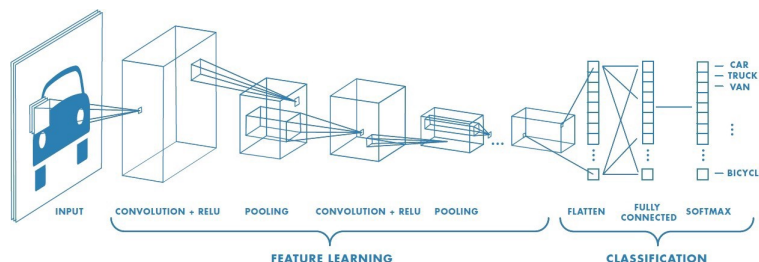 CAR
TRUCK
VAN
BICYCL
INPUT
CONVOLUTION + RELU
POOLING
CONVOLUTION + RELU
POOLING
FLATTEN
FULLY
CONNECTED
SOFTMAX
FEATURE LEARNING
CLASSIFICATION